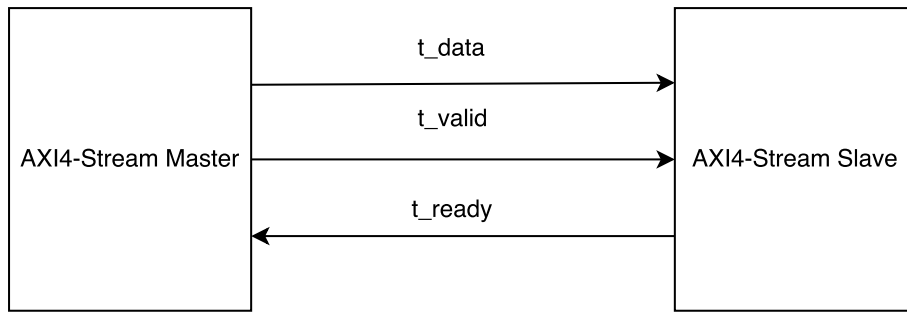 t_data
t_valid
AXI4-Stream Master
AXI4-Stream Slave
t_ready